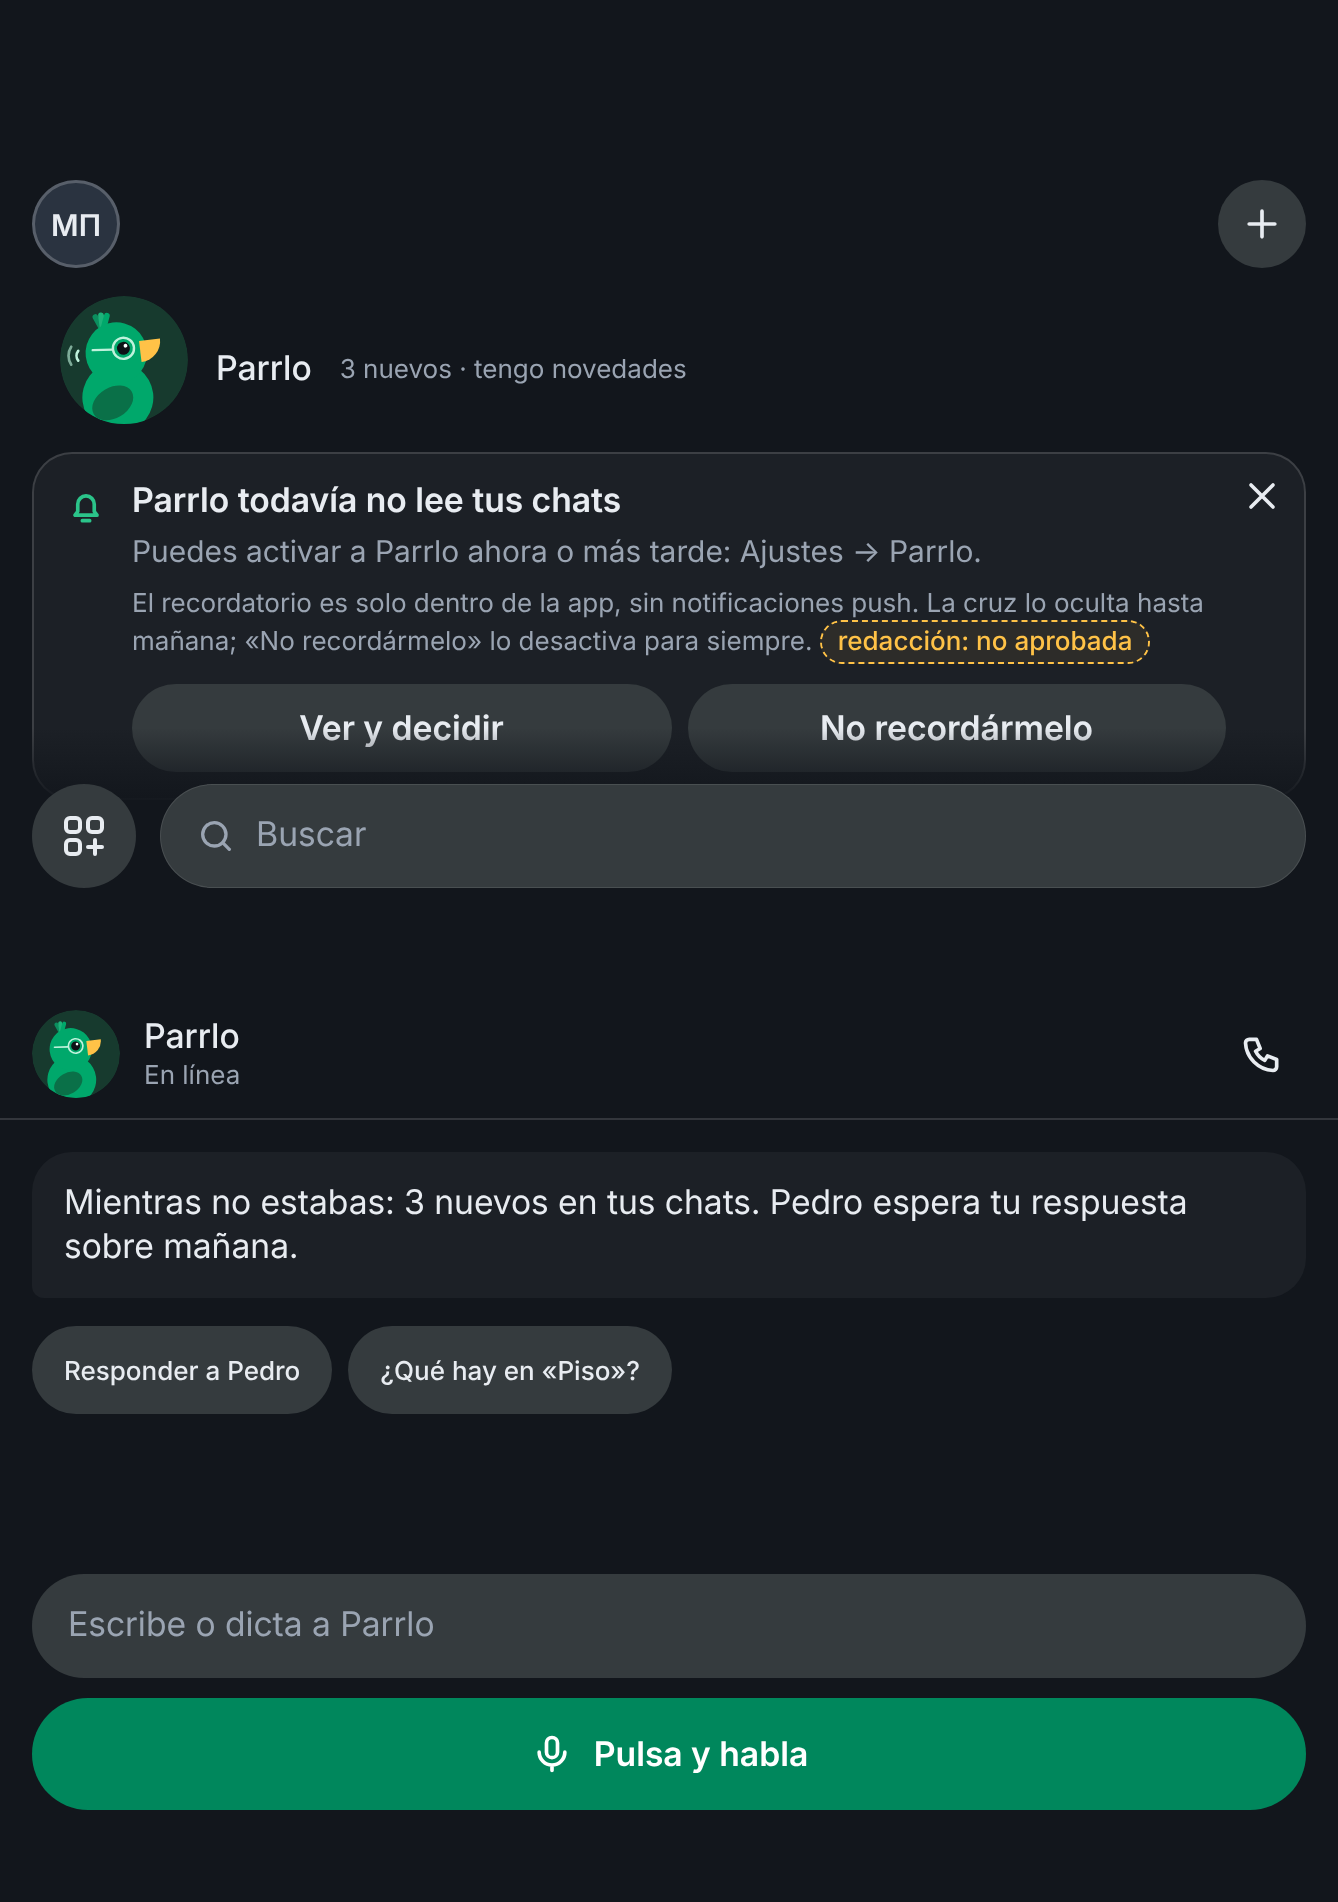 МП
Parrlo 3 nuevos · tengo novedades
Parrlo todavía no lee tus chats
Puedes activar a Parrlo ahora o más tarde: Ajustes → Parrlo.
El recordatorio es solo dentro de la app, sin notificaciones push. La cruz lo oculta hasta
mañana; «No recordármelo» lo desactiva para siempre. redacción: no aprobada
Ver y decidir No recordármelo
Buscar
Parrlo
En línea
Mientras no estabas: 3 nuevos en tus chats. Pedro espera tu respuesta
sobre mañana.
Responder a Pedro ¿Qué hay en «Piso»?
Escribe o dicta a Parrlo
Pulsa y habla